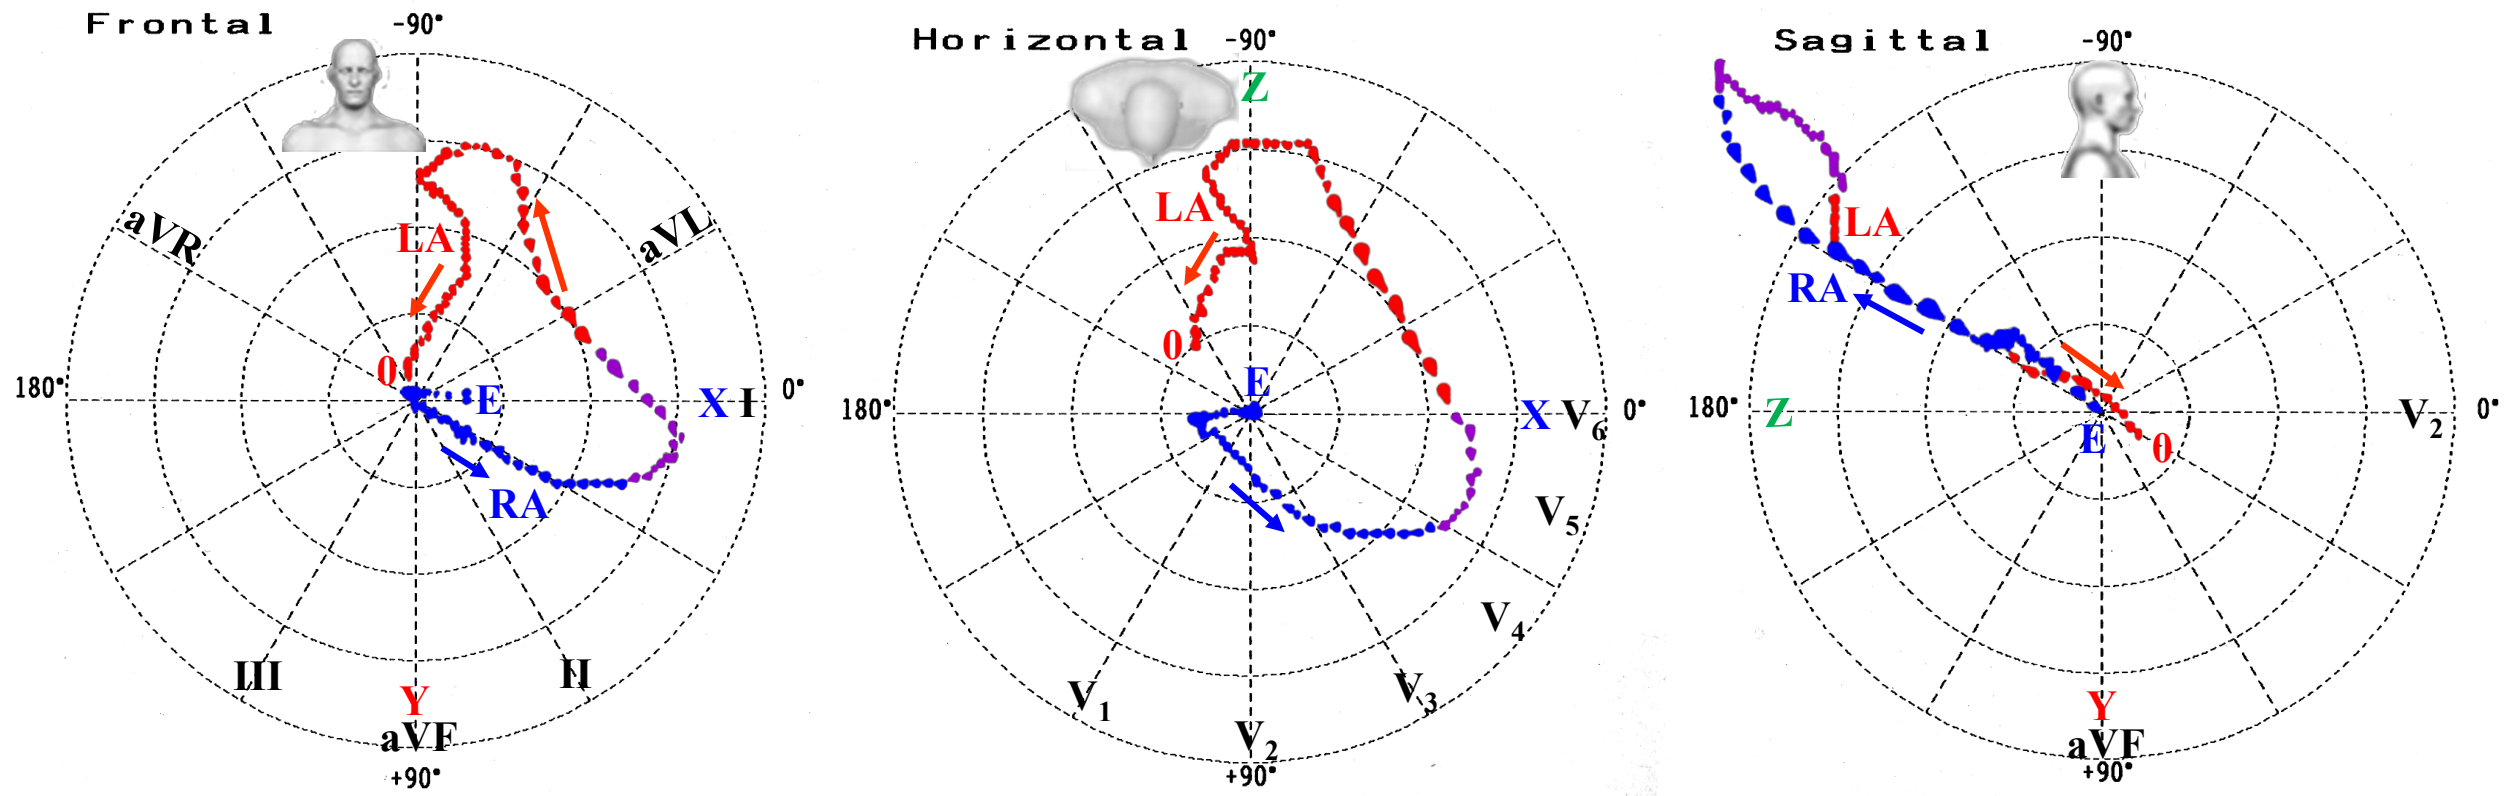 Frontal
-90°
aVR
aVL
LA
0
180°
E
X I
0°
RA
III
II
Y
aVF
+90°
Horizontal
-90°
Z
LA
0
E
180°
X V6
0°
V5
V4
V1
V3
V2
+90°
Sagittal
-90°
LA
RA
180°
Z
V2
0°
E
0
Y
aVF
+90°